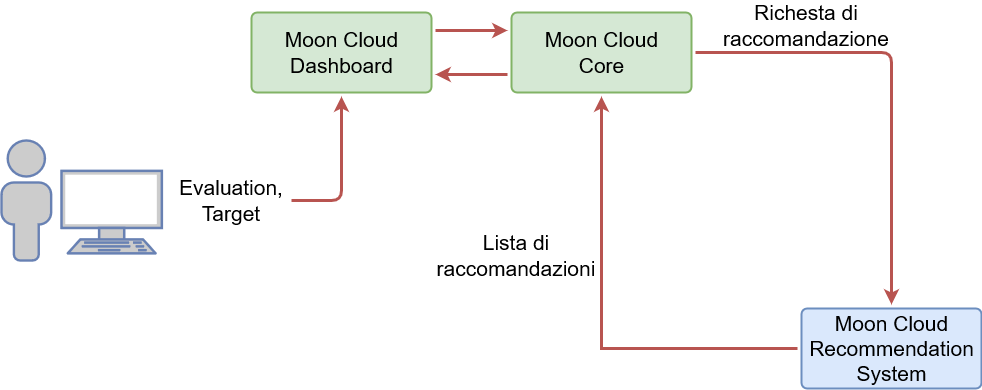 Moon Cloud
Dashboard
Moon Cloud
Core
Richesta di
raccomandazione
Evaluation,
Target
Lista di
raccomandazioni
Moon Cloud
Recommendation
System